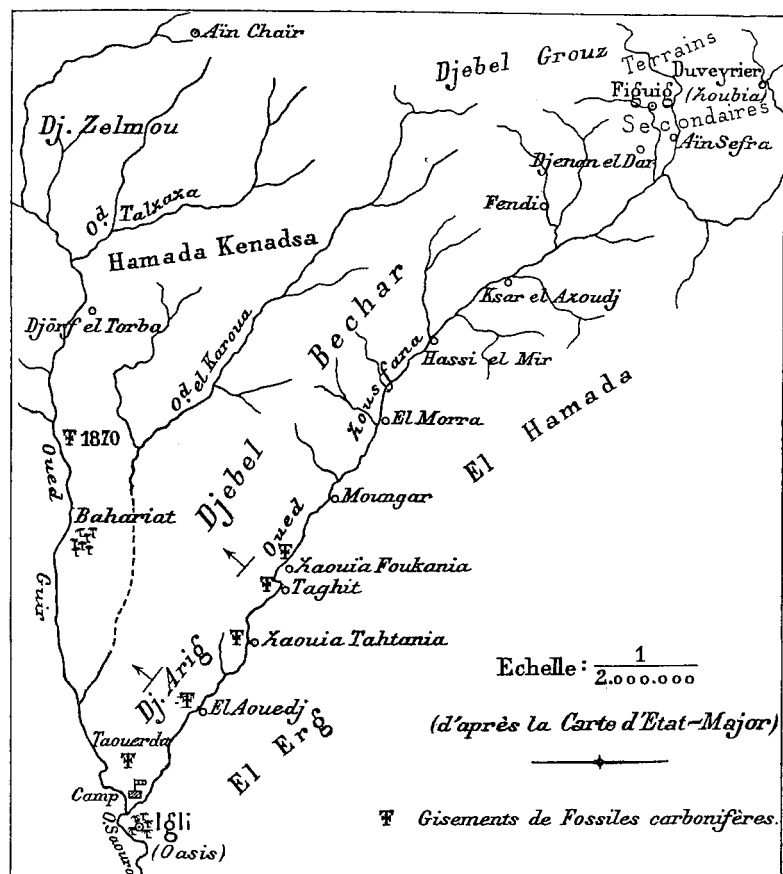 Aïn Chaïr
Djebel Grouz
Terrains
Duveyrier
(Zoubia)
Figuig
Secondaires
Dj. Zelmou
Aïn Sefra
Djenan el Dar
Fendi
Od. Talzaza
Hamada Kenadsa
Ksar el Azoudj
Bechar
Djörf el Torba
Od. el Karoua
Zousfana
Hassi el Mir
El Morra
El Hamada
1870
Oued
Djebel
Moungar
Bahariat
Oued
Zaouïa Foukania
Taghit
Guir
Zaouia Tahtania
Echelle: 1
2.000.000
Dj. Arig
El Aouedj
(d'après la Carte d'Etat-Major)
Taouerda
El Erg
Camp
Igli
(Oasis)
O. Saoura
Gisements de Fossiles carbonifères.